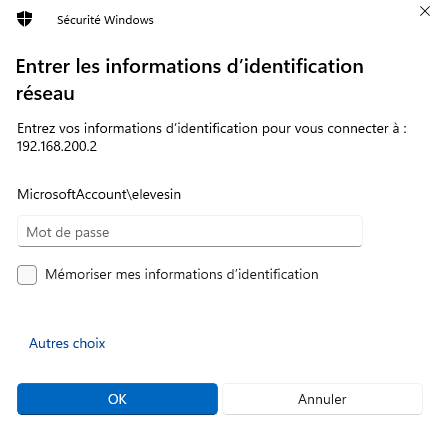 Sécurité Windows
Entrer les informations d’identification
réseau
Entrez vos informations d’identification pour vous connecter à :
192.168.200.2
MicrosoftAccount\elevesin
Mot de passe
Mémoriser mes informations d’identification
Autres choix
OK
Annuler